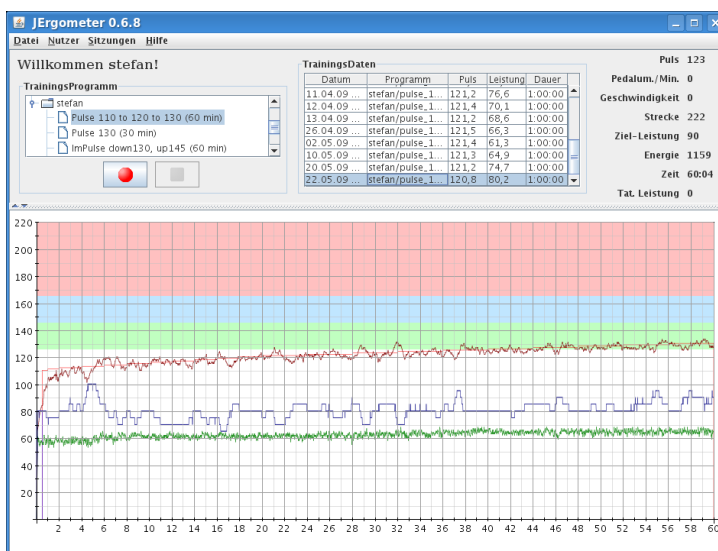 JErgometer 0.6.8
Datei Nutzer Sitzungen Hilfe
Willkommen stefan!
TrainingsProgramm
stefan
Pulse 110 to 120 to 130 (60 min)
Pulse 130 (30 min)
ImPulse down130, up145 (60 min)
TrainingsDaten
Datum Programm Puls Leistung Dauer
11.04.09 ... stefan/pulse_1... 121,2 76,6 1:00:00
12.04.09 ... stefan/pulse_1... 121,4 70,1 1:00:00
13.04.09 ... stefan/pulse_1... 121,2 68,6 1:00:00
26.04.09 ... stefan/pulse_1... 121,5 66,3 1:00:00
02.05.09 ... stefan/pulse_1... 121,4 61,3 1:00:00
10.05.09 ... stefan/pulse_1... 121,3 64,9 1:00:00
20.05.09 ... stefan/pulse_1... 121,2 74,7 1:00:00
22.05.09 ... stefan/pulse_1... 120,8 80,2 1:00:00
Puls 123
Pedalum./Min. 0
Geschwindigkeit 0
Strecke 222
Ziel-Leistung 90
Energie 1159
Zeit 60:04
Tat. Leistung 0
220
200
180
160
140
120
100
80
60
40
20
2 4 6 8 10 12 14 16 18 20 22 24 26 28 30 32 34 36 38 40 42 44 46 48 50 52 54 56 58 60